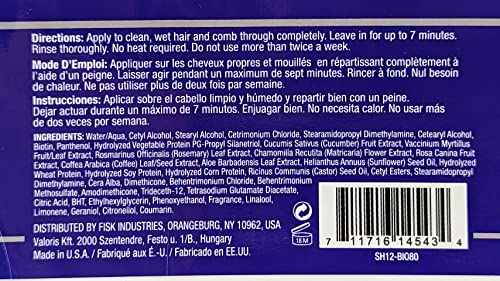 Directions: Apply to clean, wet hair and comb through completely. Leave in for up to 7 minutes.
Rinse thoroughly. No heat required. Do not use more than twice a week.
Mode D'Emploi: Appliquer sur les cheveux propres et mouillés en répartissant complètement à
l'aide d'un peigne. Laisser agir pendant un maximum de sept minutes. Rincer à fond. Nul besoin
de chaleur. Ne pas utiliser plus de deux fois par semaine.
Instrucciones: Aplicar sobre el cabello limpio y húmedo y repartir bien con un peine.
Dejar actuar durante un máximo de 7 minutos. Enjuagar bien. No necesita calor. No usar más
de dos veces por semana.
INGREDIENTS: Water/Aqua, Cetyl Alcohol, Stearyl Alcohol, Cetrimonium Chloride, Stearamidopropyl Dimethylamine, Cetearyl Alcohol,
Biotin, Panthenol, Hydrolyzed Vegetable Protein PG-Propyl Silanetriol, Cucumis Sativus (Cucumber) Fruit Extract, Vaccinium Myrtillus
Fruit/Leaf Extract, Rosmarinus Officinalis (Rosemary) Leaf Extract, Chamomilla Recutita (Matricaria) Flower Extract, Rosa Canina Fruit
Extract, Coffea Arabica (Coffee) Leaf/Seed Extract, Aloe Barbadensis Leaf Extract, Helianthus Annuus (Sunflower) Seed Oil, Hydrolyzed
Wheat Protein, Hydrolyzed Soy Protein, Hydrolyzed Corn Protein, Ricinus Communis (Castor) Seed Oil, Cetyl Esters, Stearamidopropyl
Dimethylamine, Cera Alba, Dimethicone, Behentrimonium Chloride, Behentrimonium
Methosulfate, Amodimethicone, Trideceth-12, Tetrasodium Glutamate Diacetate,
Citric Acid, BHT, Ethylhexylglycerin, Phenoxyethanol, Fragrance, Linalool,
Limonene, Geraniol, Citronellol, Coumarin.
DISTRIBUTED BY FISK INDUSTRIES, ORANGEBURG, NY 10962, USA
Valoris Kft. 2000 Szentendre, Festo u. 1/B., Hungary
Made in U.S.A. / Fabriqué aux É.-U. / Fabricado en EE.UU.
18M
7 11716 14543 4
SH12-BIO80